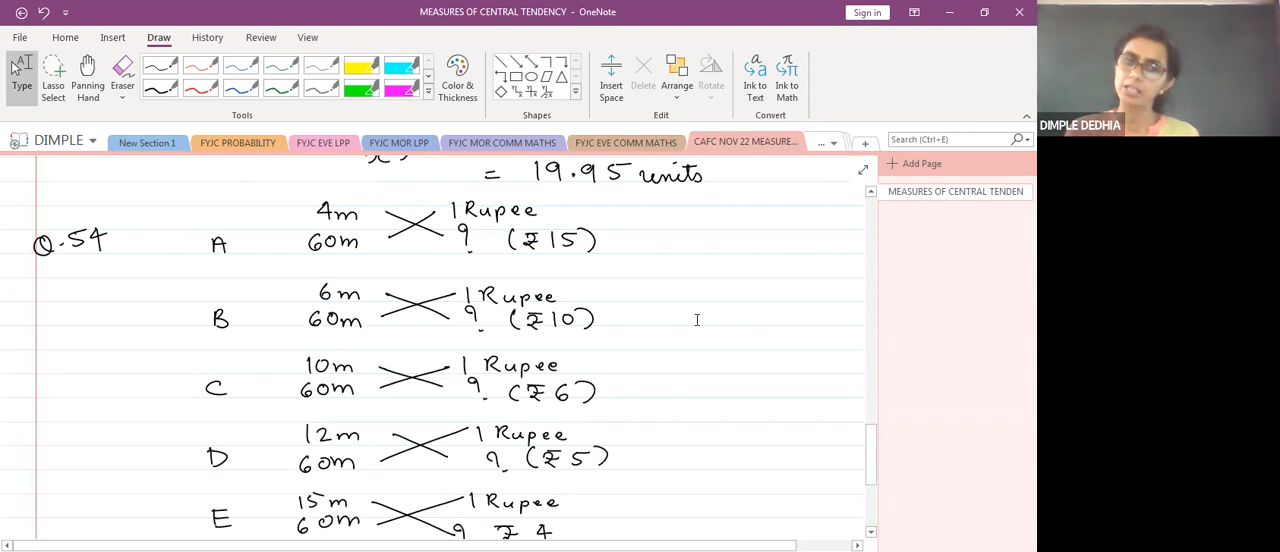 MEASURES OF CENTRAL TENDENCY - OneNote
Sign in
File Home Insert Draw History Review View
Type
Lasso Select
Panning Hand
Eraser
Color & Thickness
Insert Space
Delete
Arrange
Rotate
Ink to Text
Ink to Math
Tools
Shapes
Edit
Convert
DIMPLE DEDHIA
DIMPLE
New Section 1
FYJC PROBABILITY
FYJC EVE LPP
FYJC MOR LPP
FYJC MOR COMM MATHS
FYJC EVE COMM MATHS
CAFC NOV 22 MEASURE...
...
Search (Ctrl+E)
Add Page
MEASURES OF CENTRAL TENDEN
= 19.95 units
4m 1 Rupee
Q.54 A 60m ? (₹15)
6m 1 Rupee
B 60m ? (₹10)
10m 1 Rupee
C 60m ? (₹6)
12m 1 Rupee
D 60m ? (₹5)
15m 1 Rupee
E 60m ? ₹4